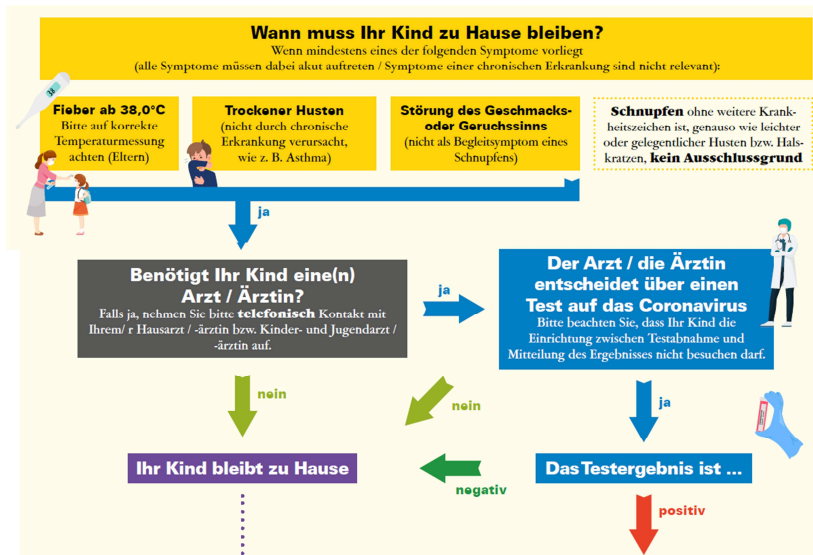 Wann muss Ihr Kind zu Hause bleiben?
Wenn mindestens eines der folgenden Symptome vorliegt
(alle Symptome müssen dabei akut auftreten / Symptome einer chronischen Erkrankung sind nicht relevant):
38
Fieber ab 38,0°C
Bitte auf korrekte
Temperaturmessung
achten (Eltern)
Trockener Husten
(nicht durch chronische
Erkrankung verursacht,
wie z. B. Asthma)
Störung des Geschmacks-
oder Geruchssinns
(nicht als Begleitsymptom eines
Schnupfens)
Schnupfen ohne weitere Krank-
heitszeichen ist, genauso wie leichter
oder gelegentlicher Husten bzw. Hals-
kratzen, kein Ausschlussgrund
ja
Benötigt Ihr Kind eine(n)
Arzt / Ärztin?
Falls ja, nehmen Sie bitte telefonisch Kontakt mit
Ihrem/ r Hausarzt / -ärztin bzw. Kinder- und Jugendarzt /
-ärztin auf.
ja
Der Arzt / die Ärztin
entscheidet über einen
Test auf das Coronavirus
Bitte beachten Sie, dass Ihr Kind die
Einrichtung zwischen Testabnahme und
Mitteilung des Ergebnisses nicht besuchen darf.
nein
nein
ja
Ihr Kind bleibt zu Hause
negativ
Das Testergebnis ist ...
positiv